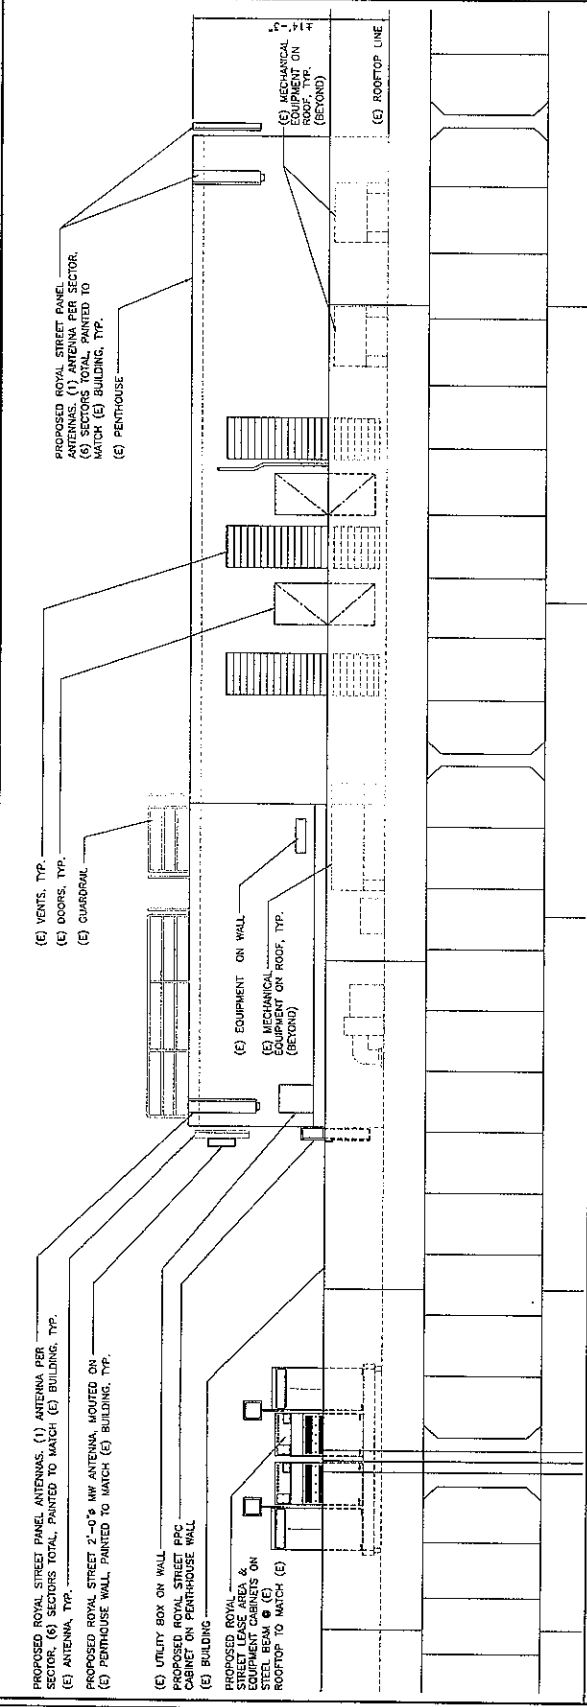 PROPOSED ROYAL STREET PANEL ANTENNAS. (1) ANTENNA PER
SECTOR, (6) SECTORS TOTAL, PAINTED TO MATCH (E) BUILDING, TYP.
(E) ANTENNA, TYP.
PROPOSED ROYAL STREET 2'-0"ø MW ANTENNA, MOUTED ON
(E) PENTHOUSE WALL, PAINTED TO MATCH (E) BUILDING, TYP.
(E) UTILITY BOX ON WALL
PROPOSED ROYAL STREET PPC
CABINET ON PENTHHOUSE WALL
(E) BUILDING
PROPOSED ROYAL
STREET LEASE AREA &
EQUIPMENT CABINETS ON
STEEL BEAM @ (E)
ROOFTOP TO MATCH (E)
(E) VENTS, TYP.
(E) DOORS, TYP.
(E) GUARDRAIL
(E) EQUIPMENT ON WALL
(E) MECHANICAL
EQUIPMENT ON ROOF, TYP.
(BEYOND)
PROPOSED ROYAL STREET PANEL
ANTENNAS. (1) ANTENNA PER SECTOR,
(6) SECTORS TOTAL, PAINTED TO
MATCH (E) BUILDING, TYP.
(E) PENTHOUSE
±14'-3"
(E) MECHANICAL
EQUIPMENT ON
ROOF, TYP.
(BEYOND)
(E) ROOFTOP LINE